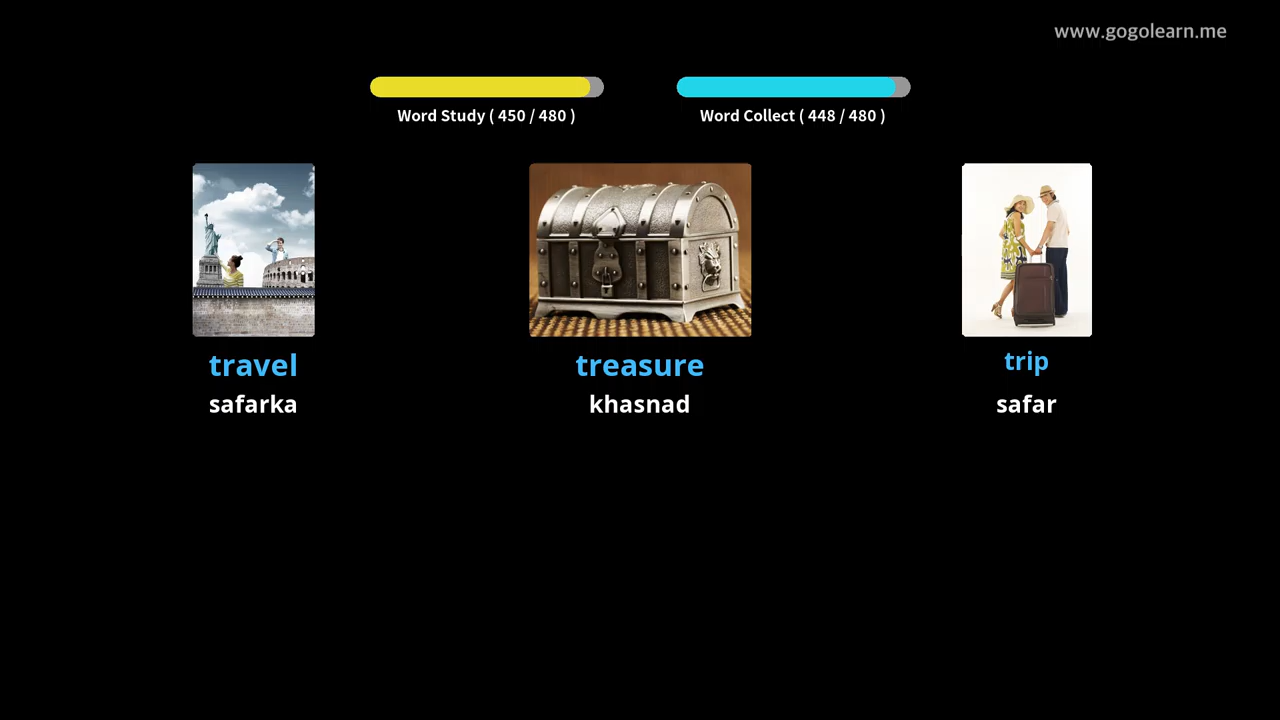 www.gogolearn.me
Word Study ( 450 / 480 )
Word Collect ( 448 / 480 )
travel
safarka
treasure
khasnad
trip
safar